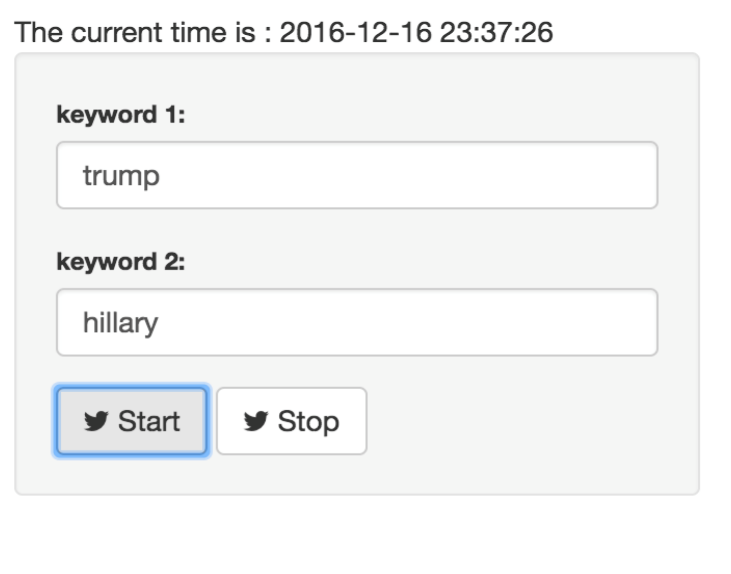 The current time is : 2016-12-16 23:37:26
keyword 1:
trump
keyword 2:
hillary
Start Stop